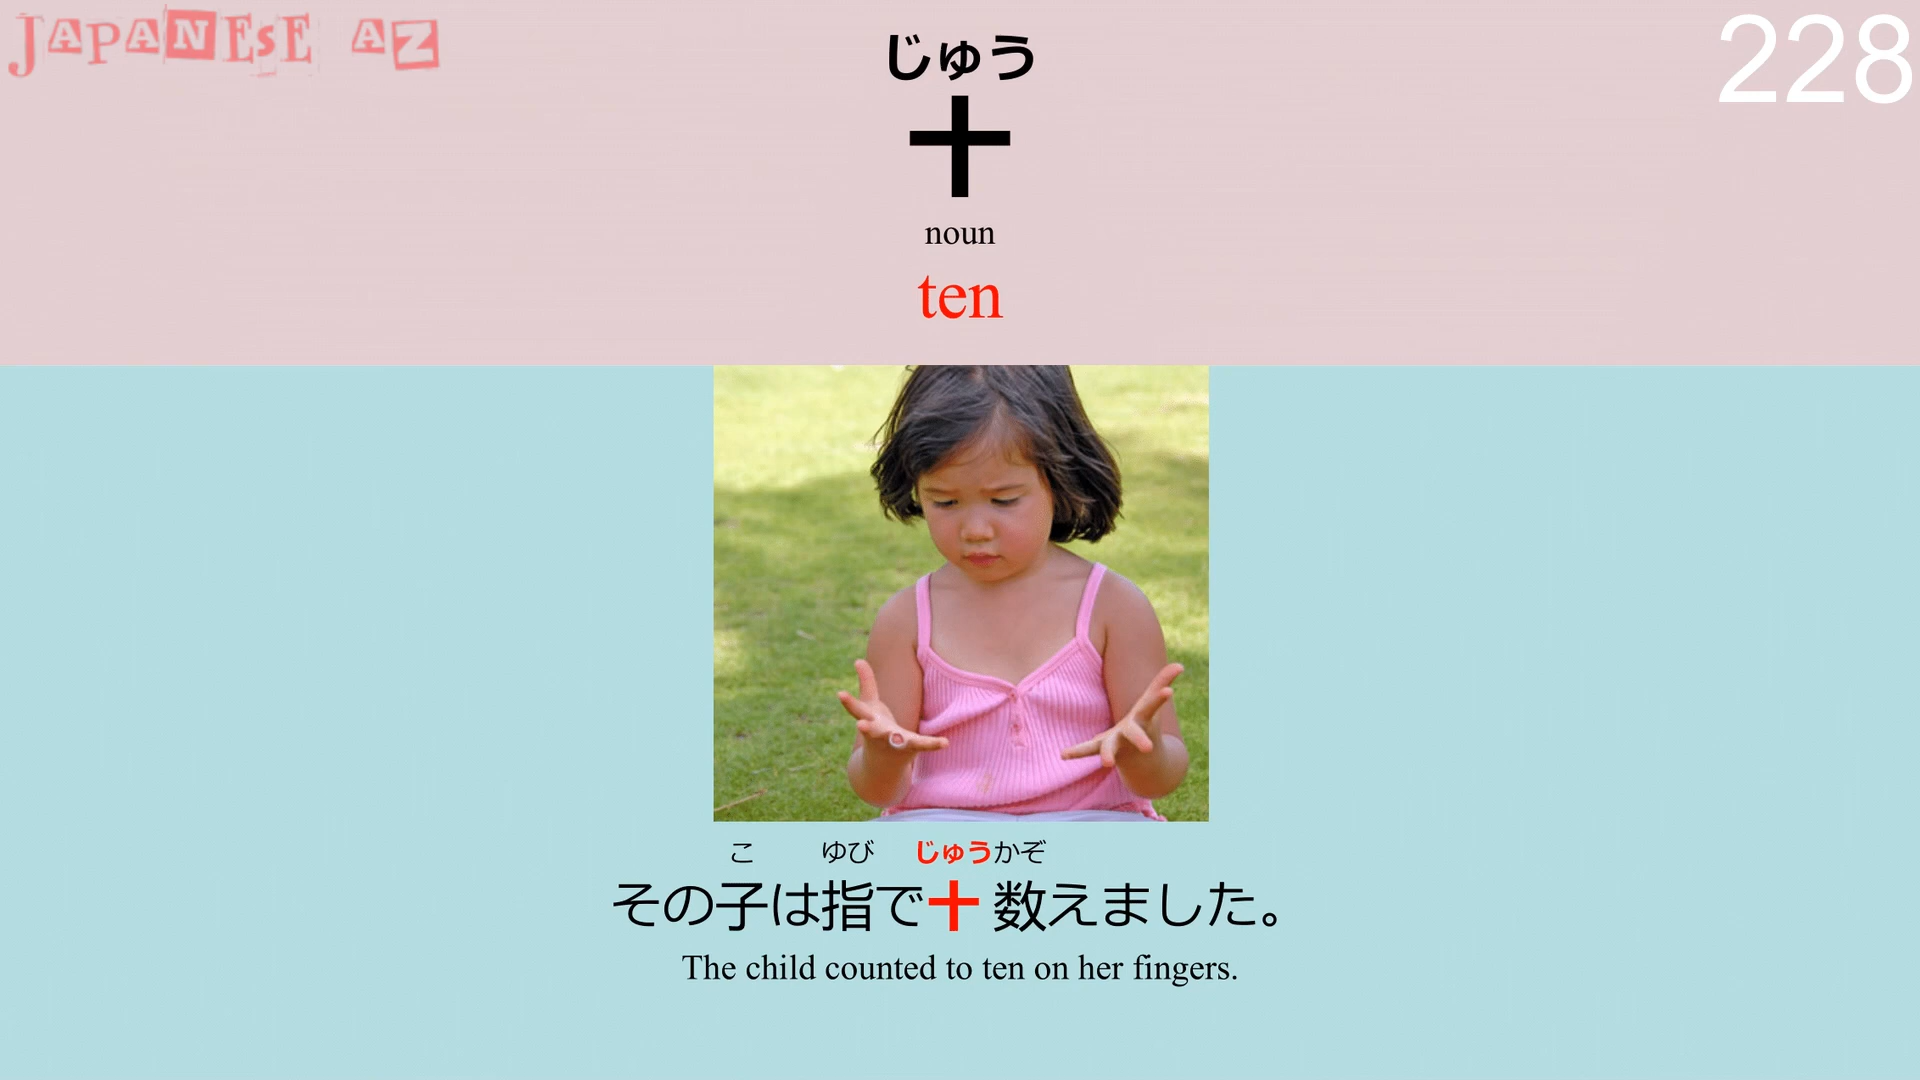 JAPANESE AZ
228
じゅう
十
noun
ten
こ ゆび じゅうかぞ
その子は指で十 数えました。
The child counted to ten on her fingers.